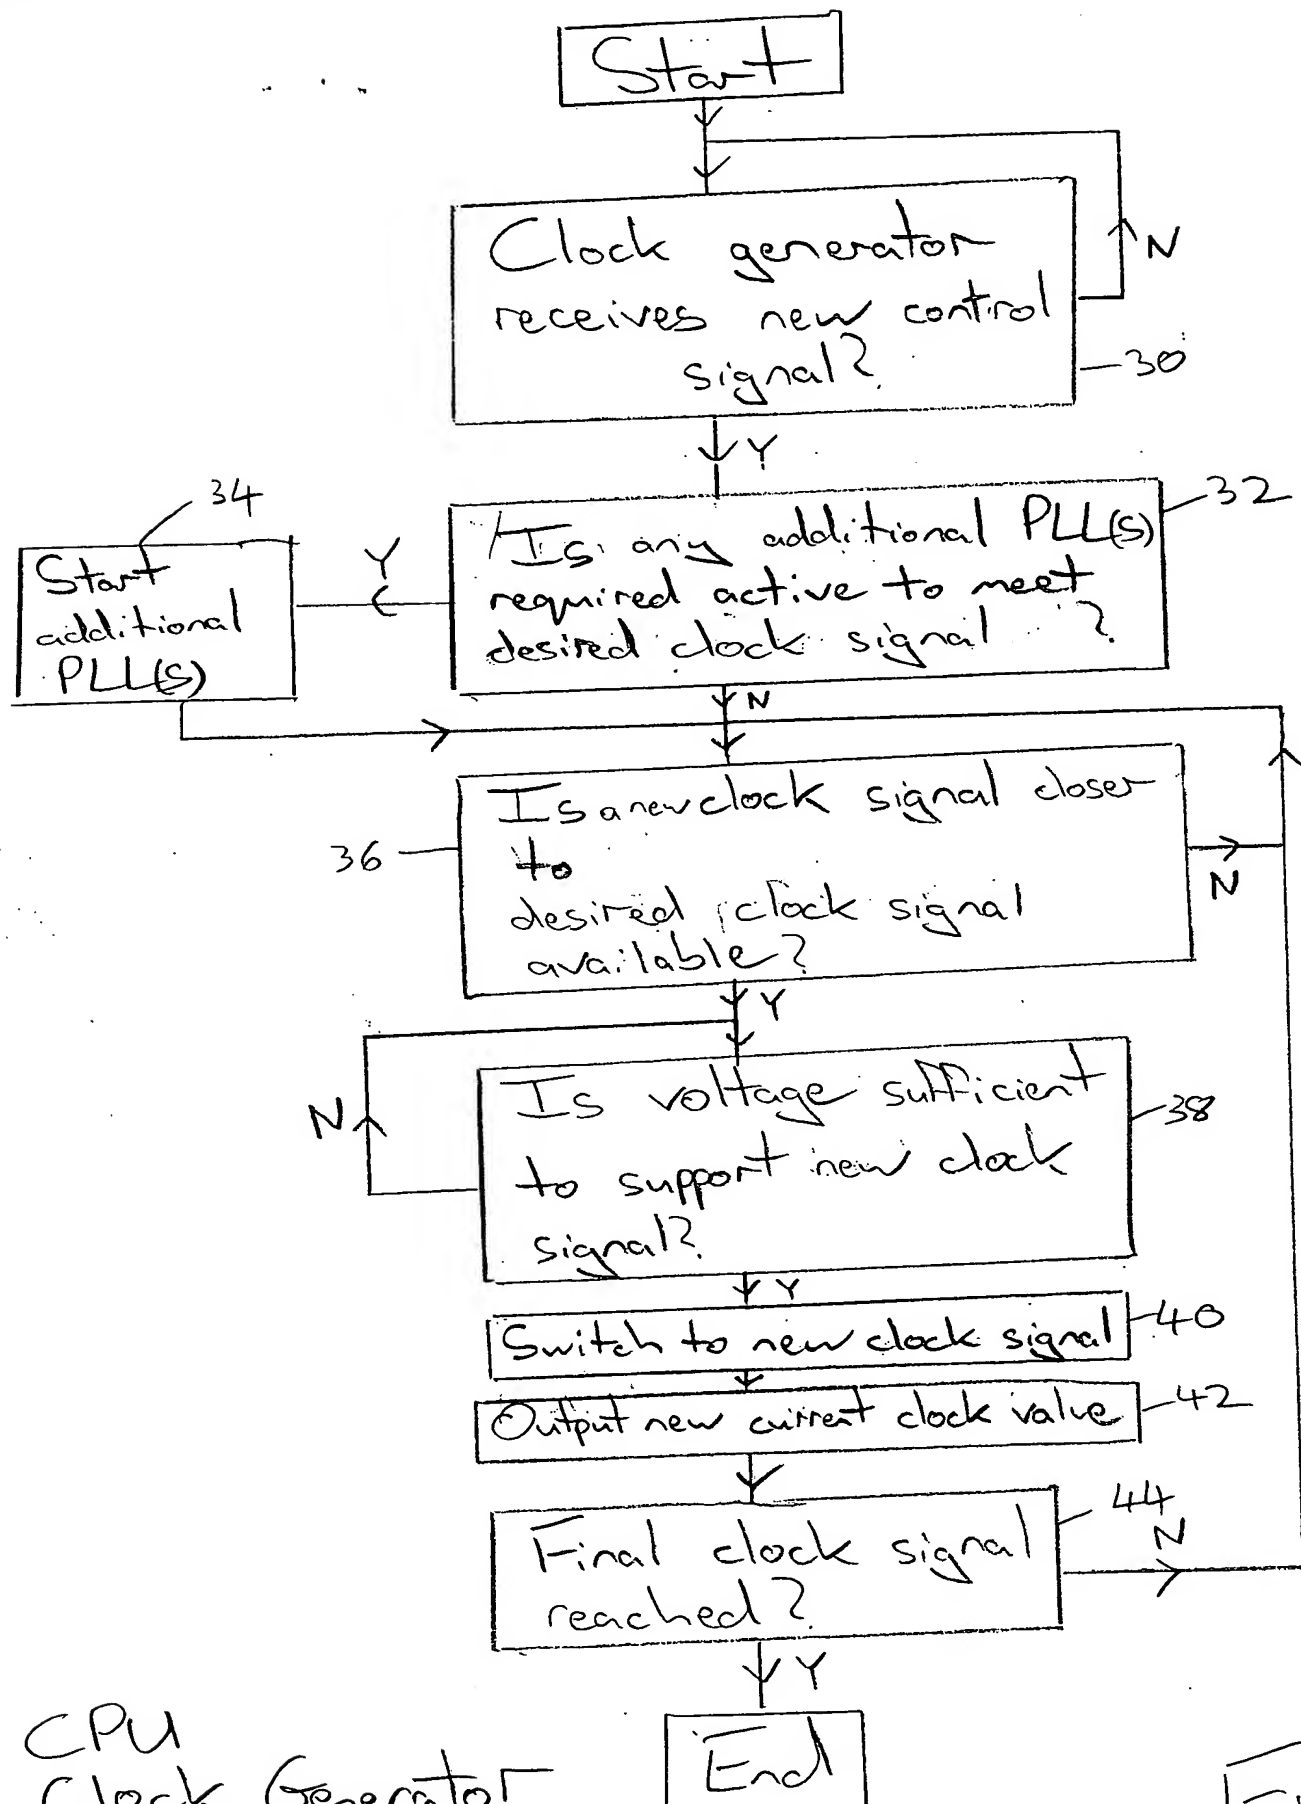 Start
Clock generator
receives new control
signal?
N
30
Y
34
32
Start
additional
PLL(s)
Y
Is any additional PLL(s)
required active to meet
desired clock signal ?
N
36
Is a new clock signal closer
to
desired clock signal
available?
N
Y
N
Is voltage sufficient
to support new clock
signal?
38
Y
Switch to new clock signal
40
Output new current clock value
42
Final clock signal
reached?
44
N
Y
CPU
Clock Generator
End